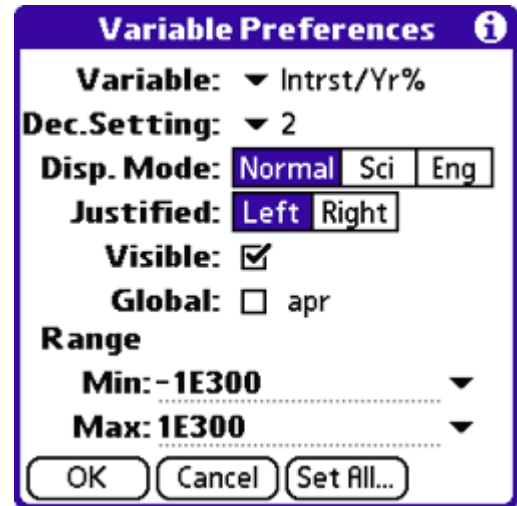 Variable Preferences i
Variable: Intrst/Yr%
Dec.Setting: 2
Disp. Mode: Normal Sci Eng
Justified: Left Right
Visible:
Global: apr
Range
Min: -1E300
Max: 1E300
OK Cancel Set All...